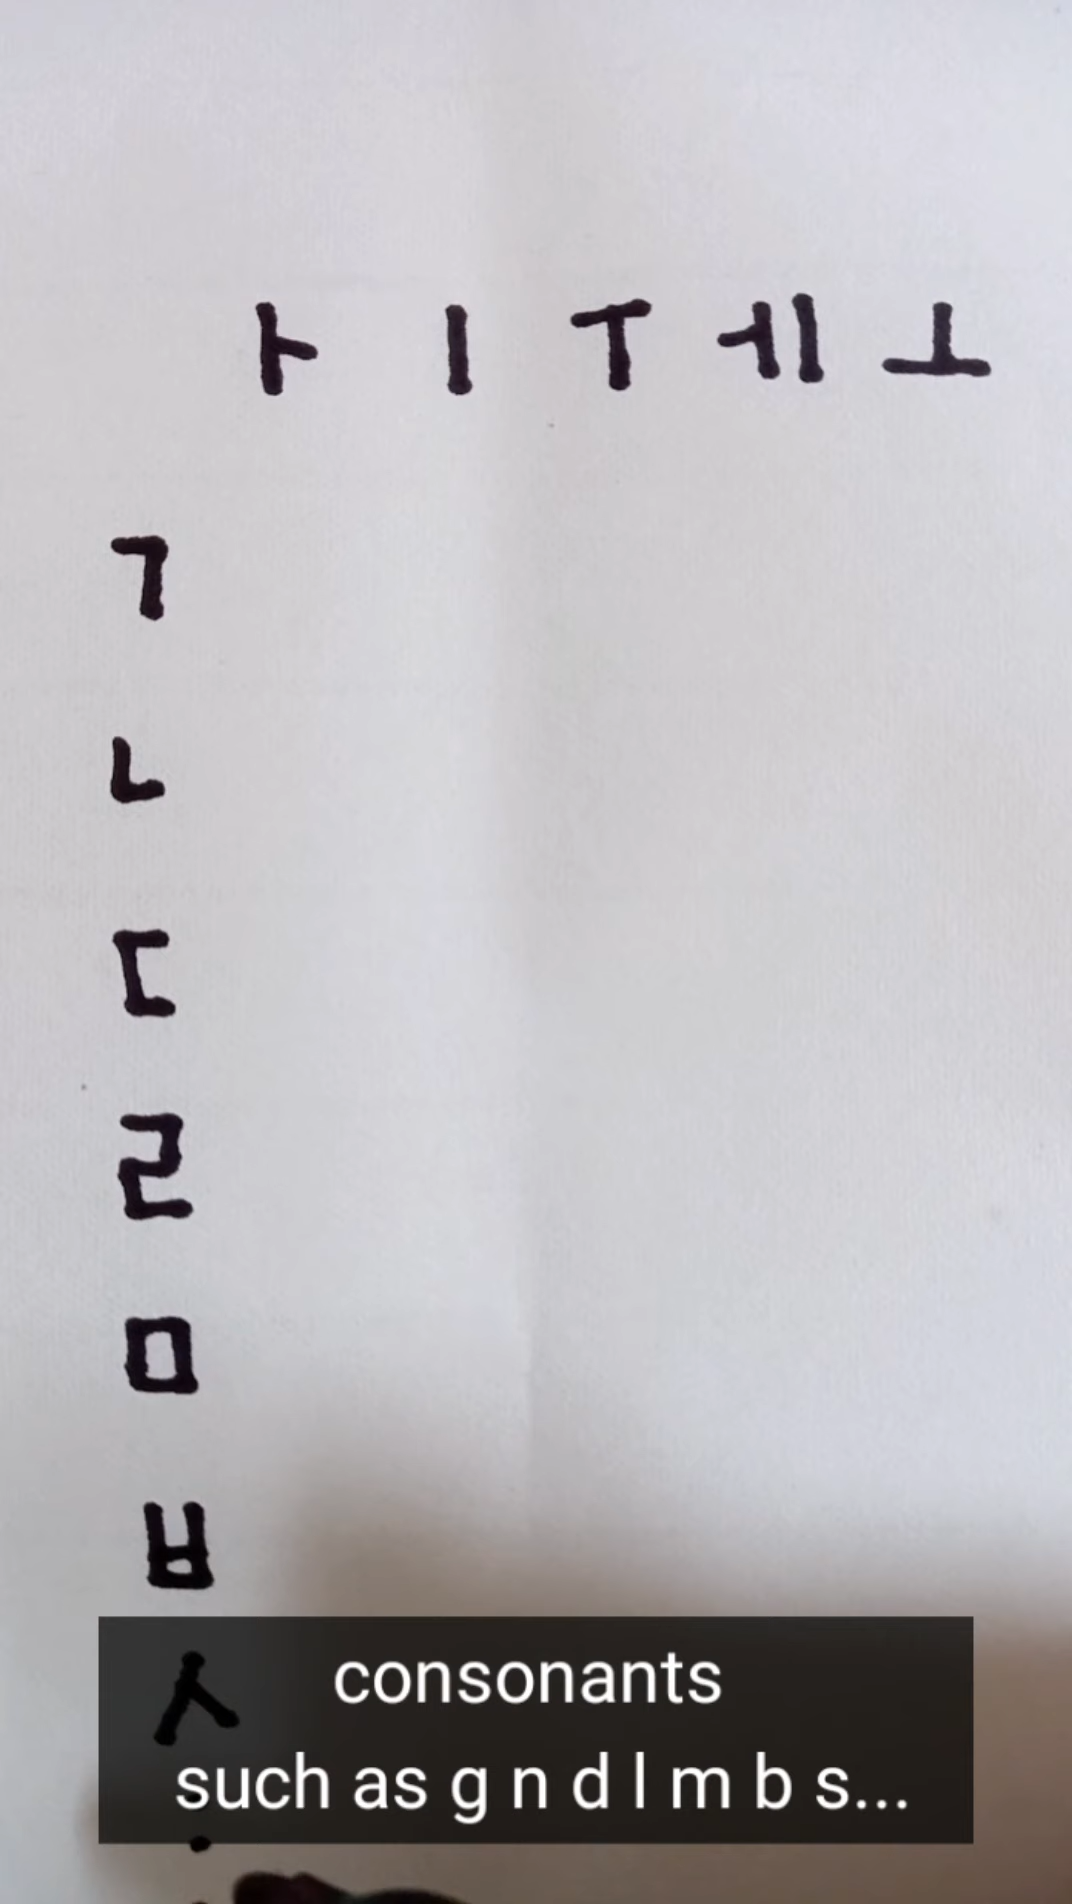 ㅏ ㅣ ㅜ ㅔ ㅗ
ㄱ
ㄴ
ㄷ
ㄹ
ㅁ
ㅂ
ㅅ
consonants
such as g n d l m b s...